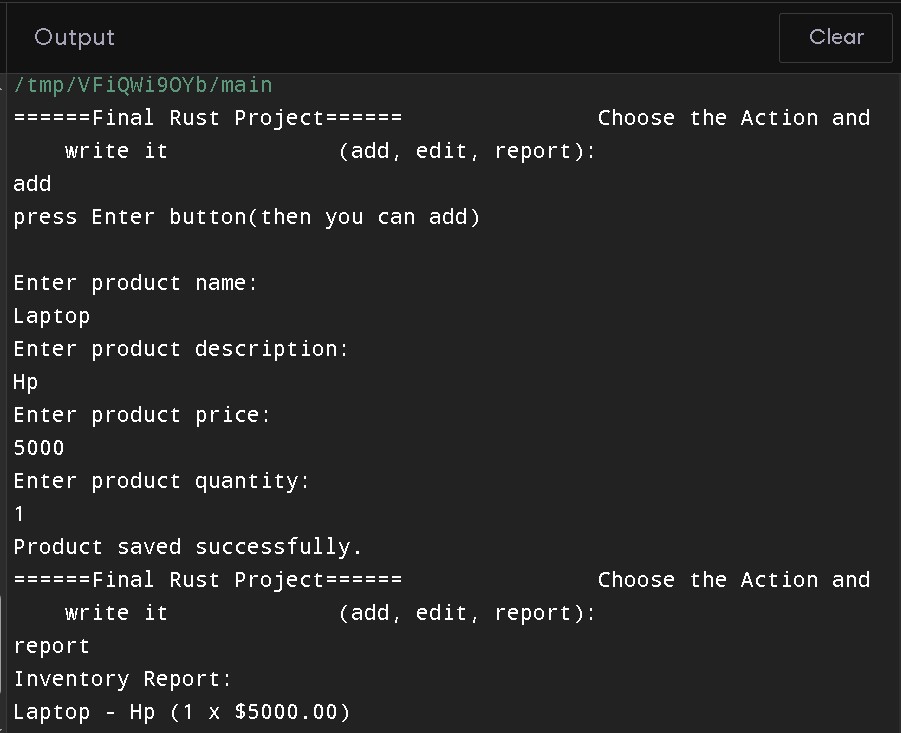 Output
Clear
/tmp/VFiQWi9OYb/main
======Final Rust Project====== Choose the Action and
write it (add, edit, report):
add
press Enter button(then you can add)
Enter product name:
Laptop
Enter product description:
Hp
Enter product price:
5000
Enter product quantity:
1
Product saved successfully.
======Final Rust Project====== Choose the Action and
write it (add, edit, report):
report
Inventory Report:
Laptop - Hp (1 x $5000.00)